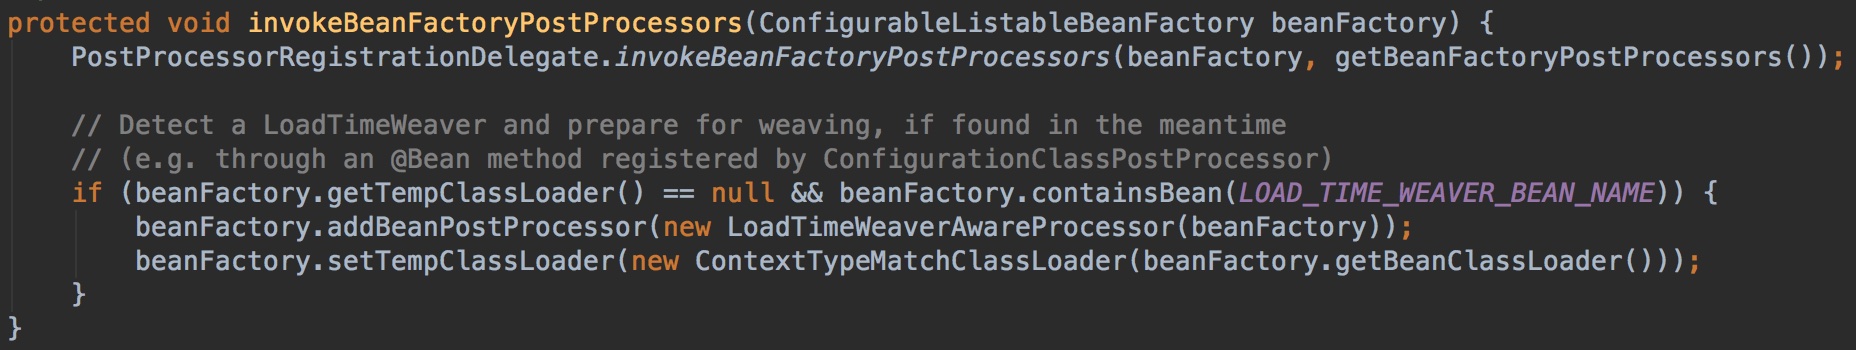 protected void invokeBeanFactoryPostProcessors(ConfigurableListableBeanFactory beanFactory) {
    PostProcessorRegistrationDelegate.invokeBeanFactoryPostProcessors(beanFactory, getBeanFactoryPostProcessors());

    // Detect a LoadTimeWeaver and prepare for weaving, if found in the meantime
    // (e.g. through an @Bean method registered by ConfigurationClassPostProcessor)
    if (beanFactory.getTempClassLoader() == null && beanFactory.containsBean(LOAD_TIME_WEAVER_BEAN_NAME)) {
        beanFactory.addBeanPostProcessor(new LoadTimeWeaverAwareProcessor(beanFactory));
        beanFactory.setTempClassLoader(new ContextTypeMatchClassLoader(beanFactory.getBeanClassLoader()));
    }
}